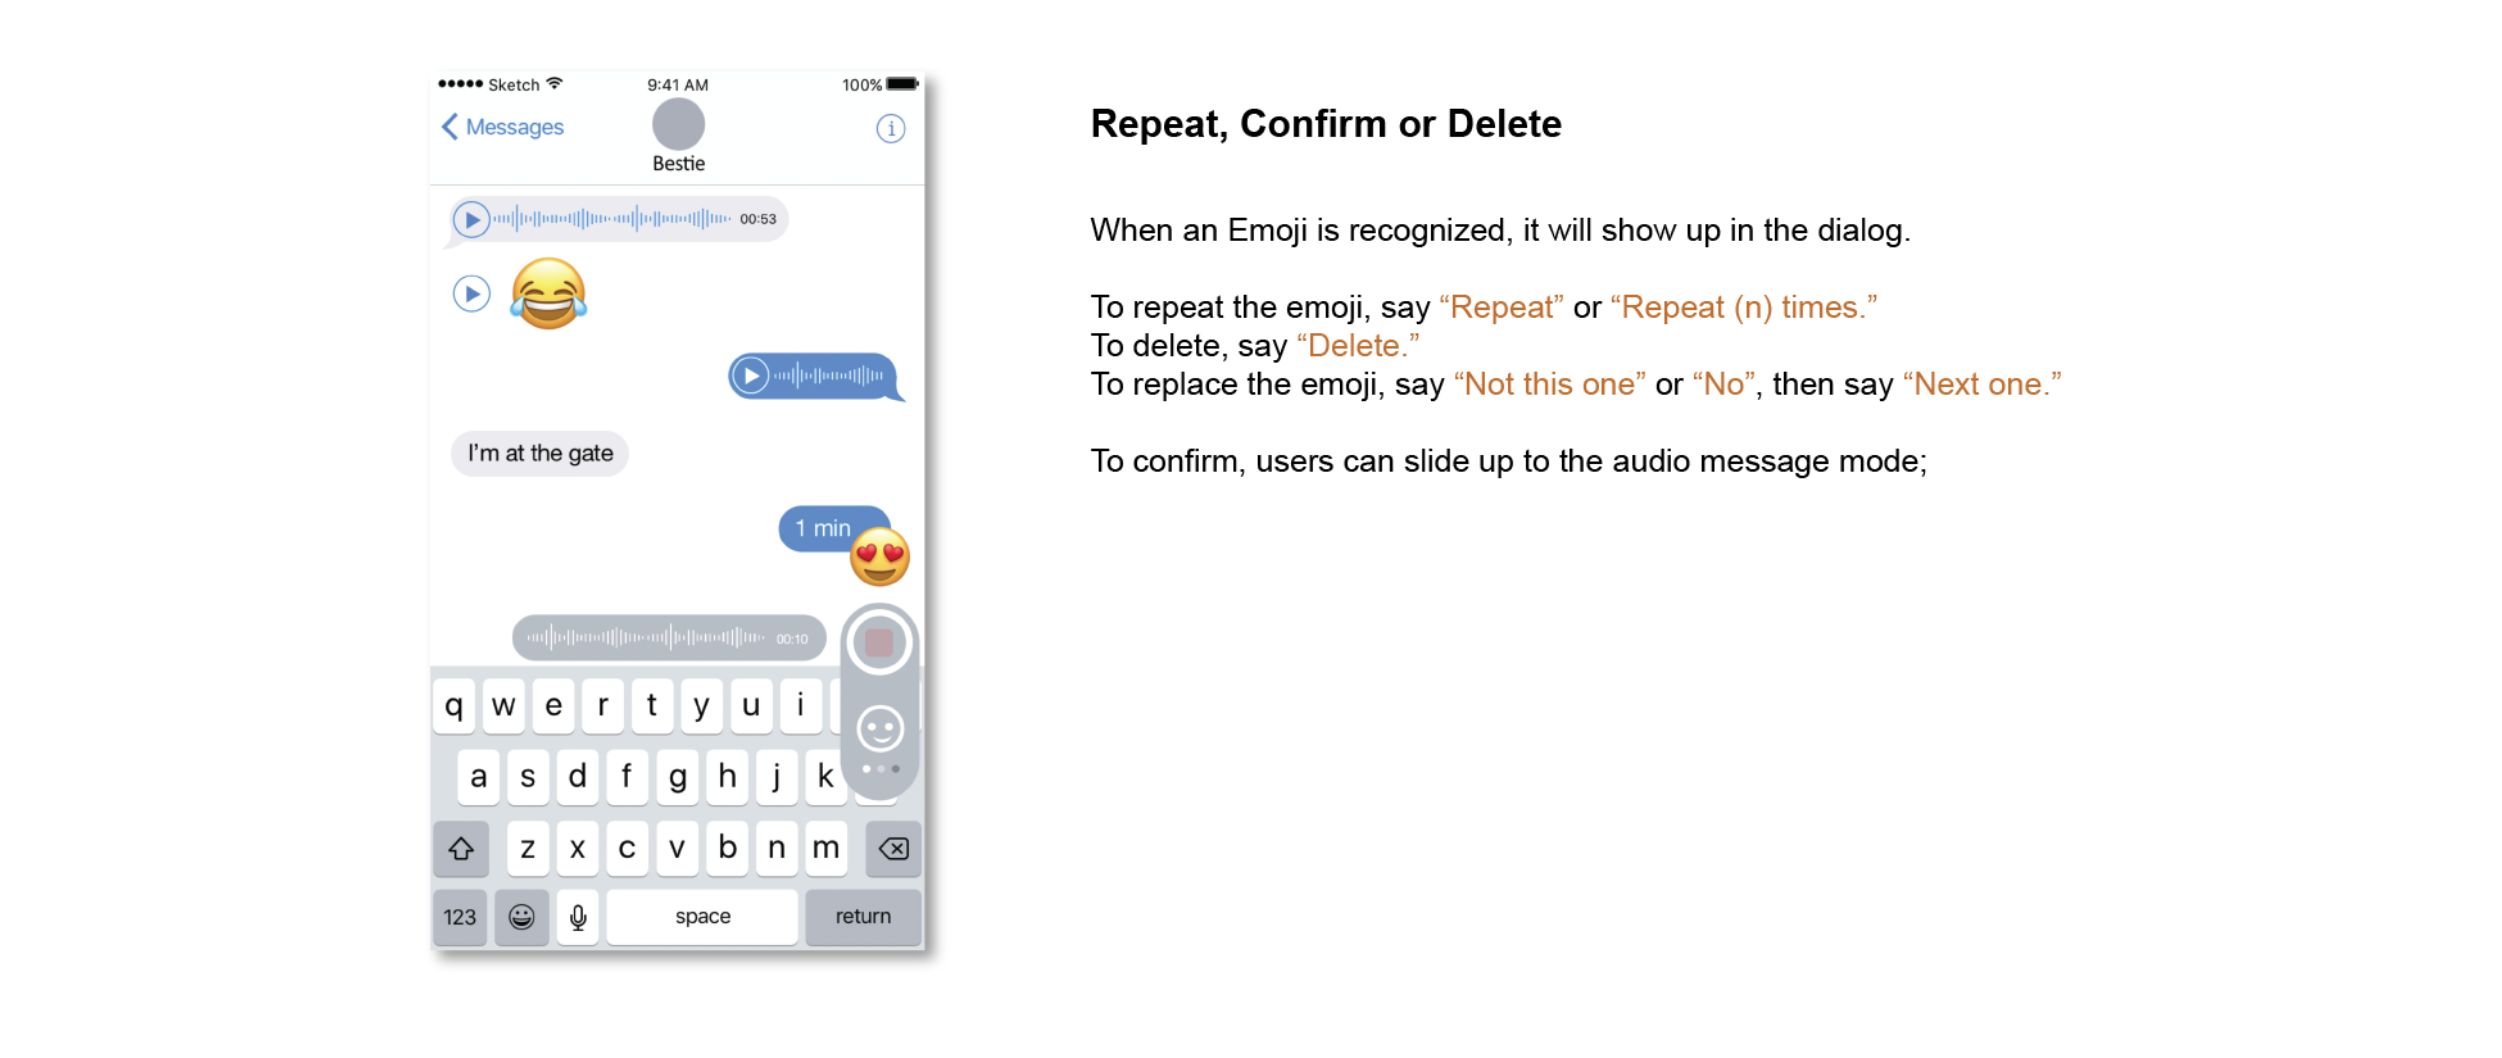 Sketch 9:41 AM 100%
Messages
Bestie
00:53
I'm at the gate
1 min
00:10
q w e r t y u i
a s d f g h j k
z x c v b n m
123 space return
Repeat, Confirm or Delete
When an Emoji is recognized, it will show up in the dialog.
To repeat the emoji, say “Repeat” or “Repeat (n) times.”
To delete, say “Delete.”
To replace the emoji, say “Not this one” or “No”, then say “Next one.”
To confirm, users can slide up to the audio message mode;